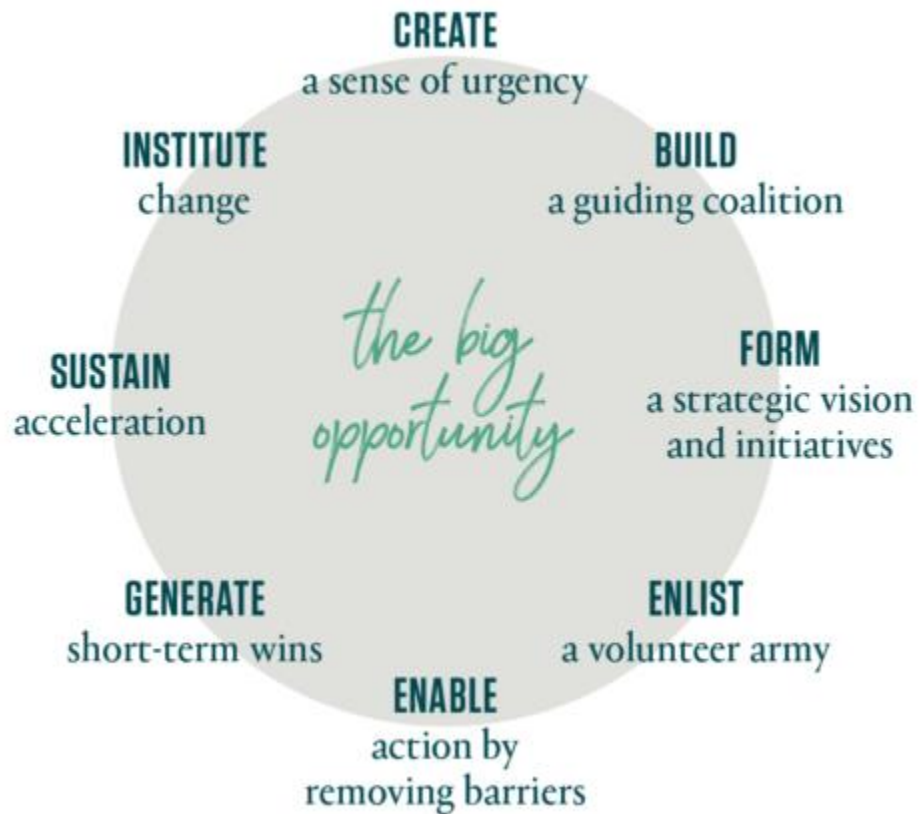 CREATE
a sense of urgency
BUILD
a guiding coalition
FORM
a strategic vision
and initiatives
ENLIST
a volunteer army
ENABLE
action by
removing barriers
GENERATE
short-term wins
SUSTAIN
acceleration
INSTITUTE
change
the big
opportunity